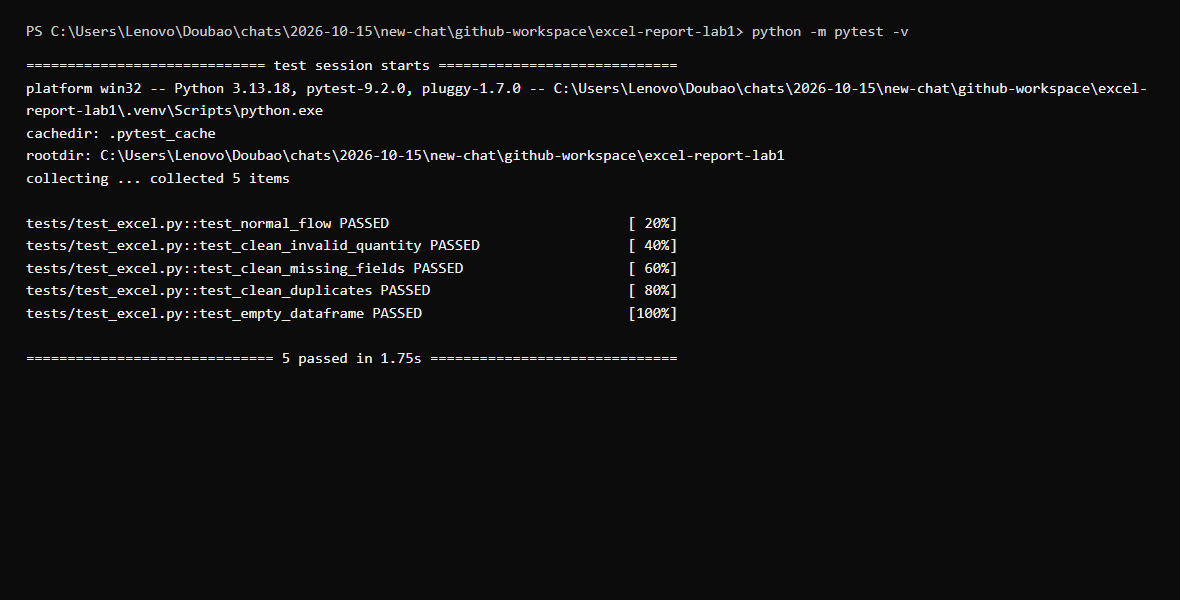 PS C:\Users\Lenovo\Doubao\chats\2026-10-15\new-chat\github-workspace\excel-report-lab1> python -m pytest -v
============================= test session starts =============================
platform win32 -- Python 3.13.18, pytest-9.2.0, pluggy-1.7.0 -- C:\Users\Lenovo\Doubao\chats\2026-10-15\new-chat\github-workspace\excel-
report-lab1\.venv\Scripts\python.exe
cachedir: .pytest_cache
rootdir: C:\Users\Lenovo\Doubao\chats\2026-10-15\new-chat\github-workspace\excel-report-lab1
collecting ... collected 5 items
tests/test_excel.py::test_normal_flow PASSED                             [ 20%]
tests/test_excel.py::test_clean_invalid_quantity PASSED                  [ 40%]
tests/test_excel.py::test_clean_missing_fields PASSED                    [ 60%]
tests/test_excel.py::test_clean_duplicates PASSED                        [ 80%]
tests/test_excel.py::test_empty_dataframe PASSED                         [100%]
============================== 5 passed in 1.75s ==============================